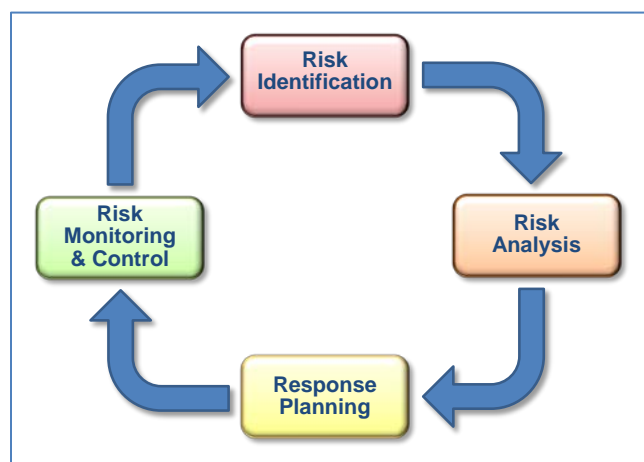 Risk
Identification
Risk
Analysis
Response
Planning
Risk
Monitoring
& Control